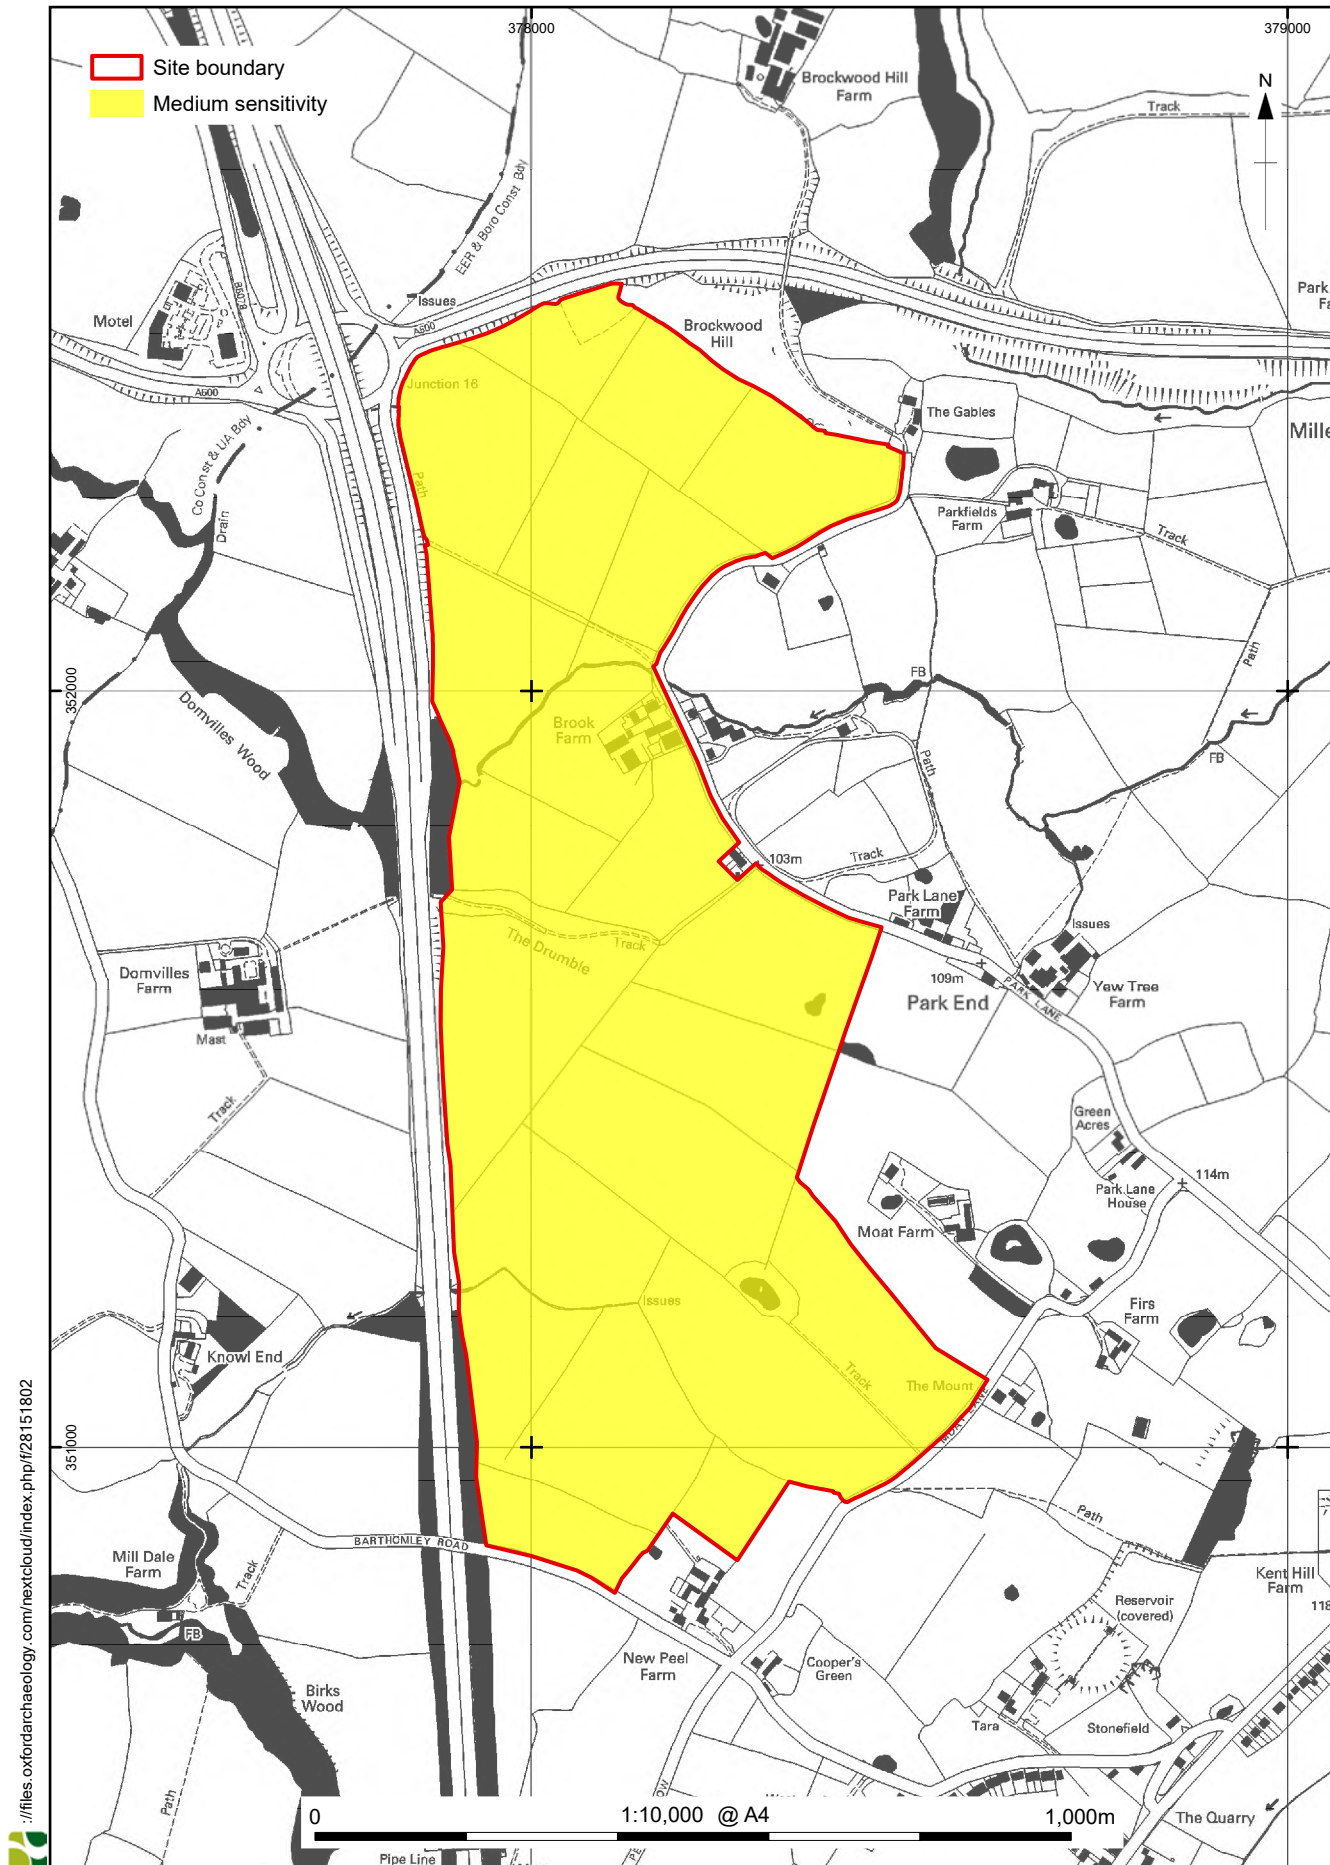 378000
379000
Site boundary
Medium sensitivity
N
Brockwood Hill
Farm
Track
EER & Boro Const Bdy
Issues
B5078
Motel
A500
Park
Fa
Brockwood
Hill
Junction 16
A500
The Gables
Mille
Co Const & UA Bdy
Drain
Path
Parkfields
Farm
Track
Path
352000
FB
FB
Domvilles Wood
Brook
Farm
Path
103m
Track
Park Lane
Farm
Issues
The Drumble
Track
Domvilles
Farm
Mast
109m
PARK LANE
Yew Tree
Farm
Park End
Track
Green
Acres
Park Lane
House
114m
Moat Farm
Issues
Firs
Farm
Knowl End
Track
The Mount
MOAT LANE
351000
Path
BARTHOMLEY ROAD
Mill Dale
Farm
Track
FB
Kent Hill
Farm
118
Reservoir
(covered)
New Peel
Farm
Cooper's
Green
Birks
Wood
Tara
Stonefield
Path
The Quarry
0
1:10,000 @ A4
1,000m
Pipe Line
://files.oxfordarchaeology.com/nextcloud/index.php/f/28151802